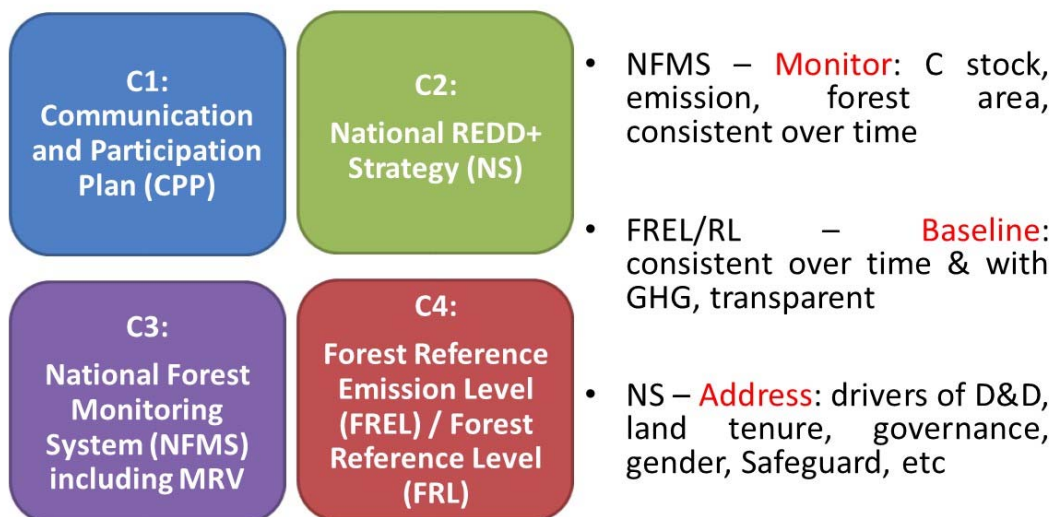 C1:
Communication
and Participation
Plan (CPP)
C2:
National REDD+
Strategy (NS)
C3:
National Forest
Monitoring
System (NFMS)
including MRV
C4:
Forest Reference
Emission Level
(FREL) / Forest
Reference Level
(FRL)
• NFMS – Monitor: C stock,
emission, forest area,
consistent over time
• FREL/RL – Baseline:
consistent over time & with
GHG, transparent
• NS – Address: drivers of D&D,
land tenure, governance,
gender, Safeguard, etc